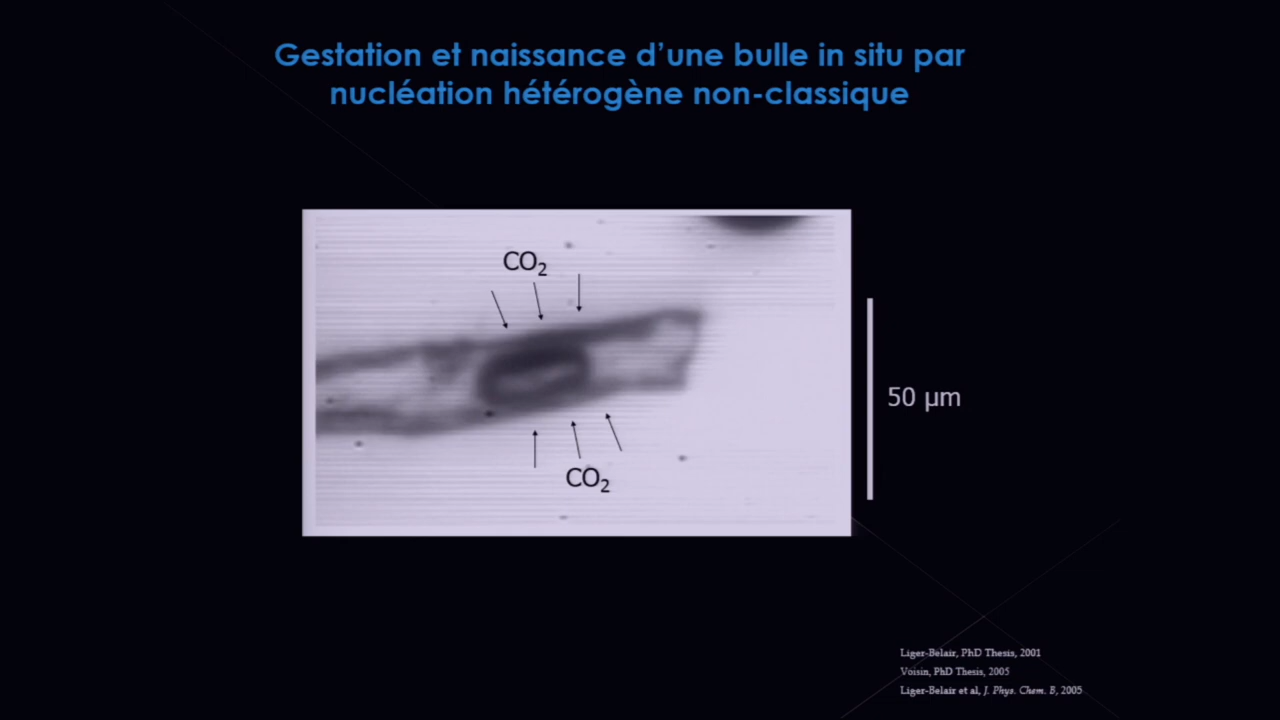 Gestation et naissance d’une bulle in situ par
nucléation hétérogène non-classique
CO₂
50 µm
CO₂
Liger-Belair, PhD Thesis, 2001
Voisin, PhD Thesis, 2005
Liger-Belair et al, J. Phys. Chem. B, 2005